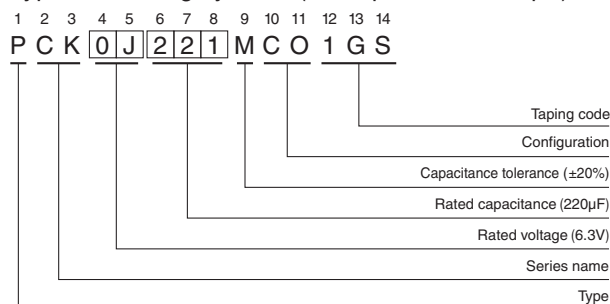 1 2 3 4 5 6 7 8 9 10 11 12 13 14
P C K 0 J 2 2 1 M C O 1 G S
Taping code
Configuration
Capacitance tolerance (±20%)
Rated capacitance (220µF)
Rated voltage (6.3V)
Series name
Type